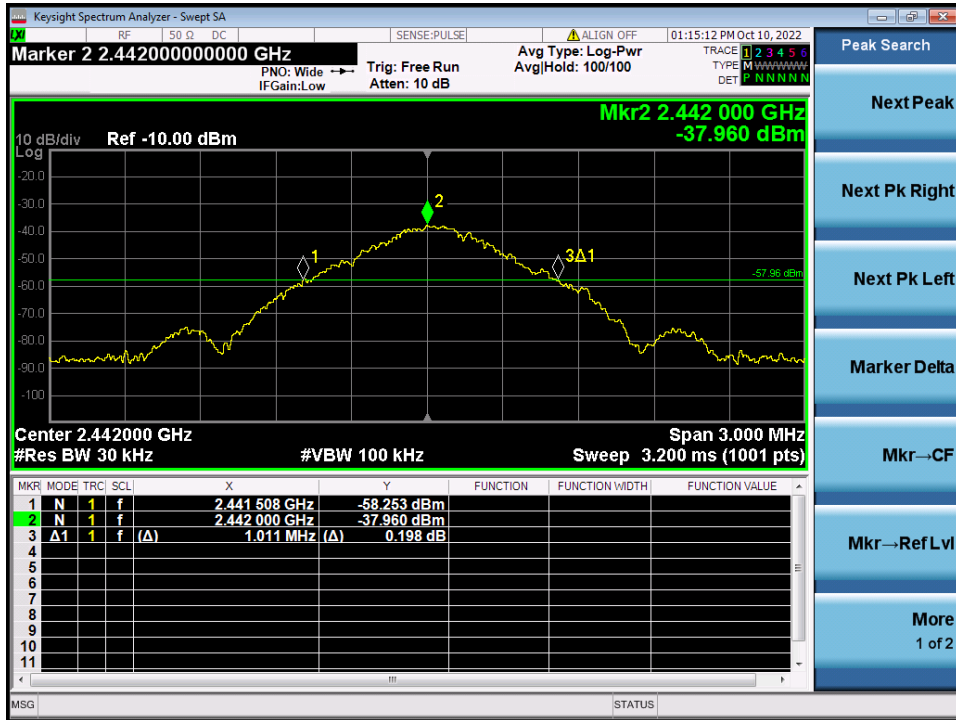 Keysight Spectrum Analyzer - Swept SA
LXI RF 50 Ω DC SENSE:PULSE ALIGN OFF 01:15:12 PM Oct 10, 2022
Marker 2 2.442000000000 GHz
PNO: Wide
IFGain:Low
Trig: Free Run
Atten: 10 dB
Avg Type: Log-Pwr
Avg|Hold: 100/100
TRACE 1 2 3 4 5 6
TYPE M WWWWW
DET P N N N N N
Mkr2 2.442 000 GHz
-37.960 dBm
10 dB/div
Log
Ref -10.00 dBm
-20.0
-30.0
-40.0
-50.0
-60.0
-70.0
-80.0
-90.0
-100
1
2
3Δ1
-57.96 dBm
Center 2.442000 GHz
Span 3.000 MHz
#Res BW 30 kHz
#VBW 100 kHz
Sweep 3.200 ms (1001 pts)
MKR MODE TRC SCL X Y FUNCTION FUNCTION WIDTH FUNCTION VALUE
1 N 1 f 2.441 508 GHz -58.253 dBm
2 N 1 f 2.442 000 GHz -37.960 dBm
3 Δ1 1 f (Δ) 1.011 MHz (Δ) 0.198 dB
4
5
6
7
8
9
10
11
MSG
STATUS
Peak Search
Next Peak
Next Pk Right
Next Pk Left
Marker Delta
Mkr→CF
Mkr→Ref Lvl
More
1 of 2